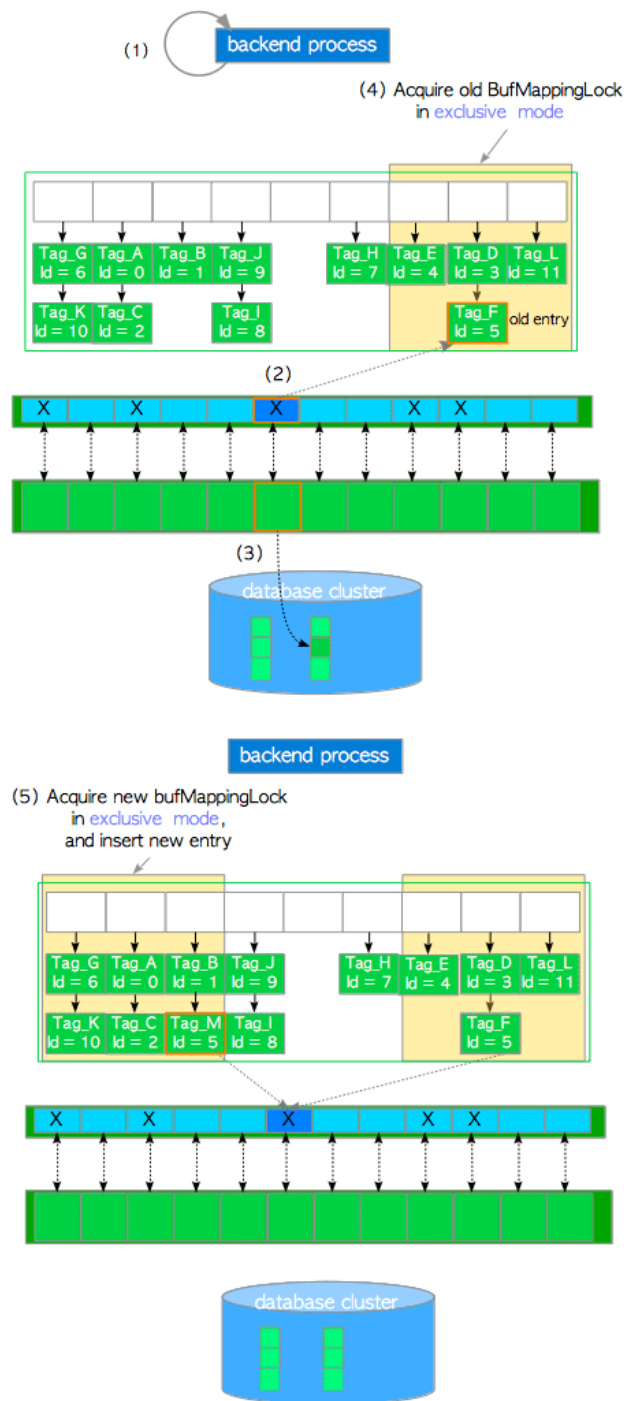 (1)
backend process
(4) Acquire old BufMappingLock
in exclusive mode
Tag_G Tag_A Tag_B Tag_J Tag_H Tag_E Tag_D Tag_L
Id = 6 Id = 0 Id = 1 Id = 9 Id = 7 Id = 4 Id = 3 Id = 11
Tag_K Tag_C Tag_I Tag_F old entry
Id = 10 Id = 2 Id = 8 Id = 5
(2)
X X X X X
(3)
database cluster
backend process
(5) Acquire new bufMappingLock
in exclusive mode,
and insert new entry
Tag_G Tag_A Tag_B Tag_J Tag_H Tag_E Tag_D Tag_L
Id = 6 Id = 0 Id = 1 Id = 9 Id = 7 Id = 4 Id = 3 Id = 11
Tag_K Tag_C Tag_M Tag_I Tag_F
Id = 10 Id = 2 Id = 5 Id = 8 Id = 5
X X X X X
database cluster